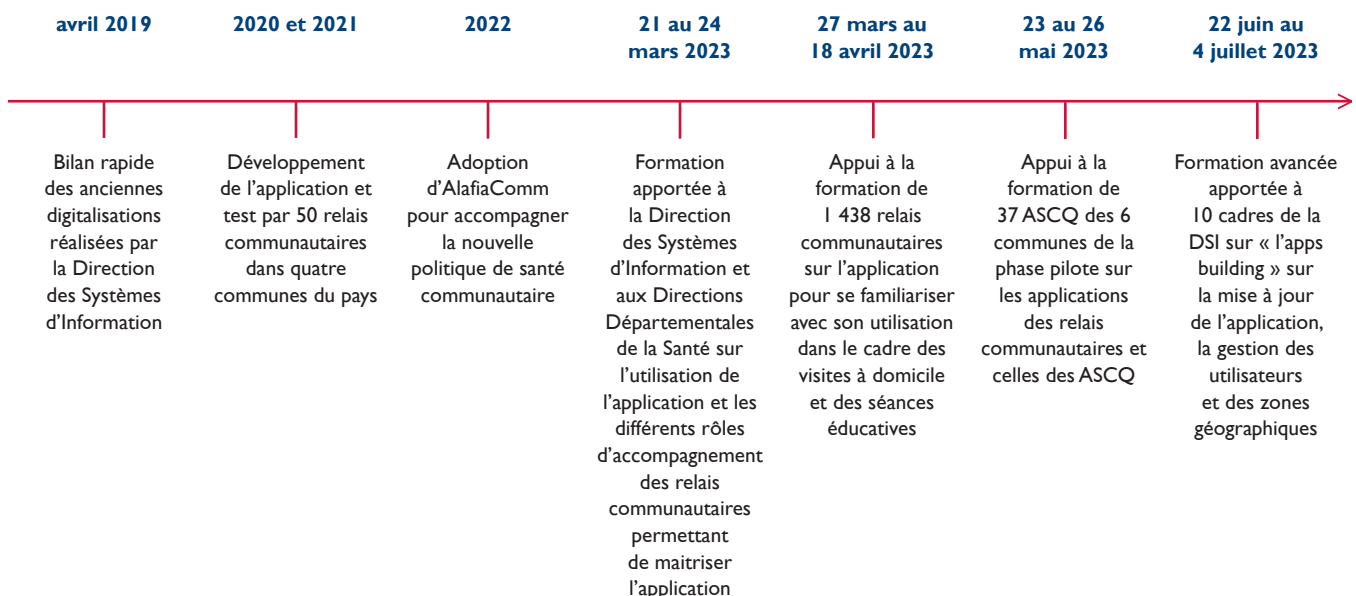 avril 2019
2020 et 2021
2022
21 au 24
mars 2023
27 mars au
18 avril 2023
23 au 26
mai 2023
22 juin au
4 juillet 2023
Bilan rapide
des anciennes
digitalisations
réalisées par
la Direction
des Systèmes
d'Information
Développement
de l'application et
test par 50 relais
communautaires
dans quatre
communes du pays
Adoption
d'AlafiaComm
pour accompagner
la nouvelle
politique de santé
communautaire
Formation
apportée à
la Direction
des Systèmes
d'Information et
aux Directions
Départementales
de la Santé sur
l'utilisation de
l'application et les
différents rôles
d'accompagnement
des relais
communautaires
permettant
de maitriser
l'application
Appui à la
formation de
1 438 relais
communautaires
sur l'application
pour se familiariser
avec son utilisation
dans le cadre des
visites à domicile
et des séances
éducatives
Appui à la
formation de
37 ASCQ des 6
communes de la
phase pilote sur
les applications
des relais
communautaires et
celles des ASCQ
Formation avancée
apportée à
10 cadres de la
DSI sur « l'apps
building » sur
la mise à jour
de l'application,
la gestion des
utilisateurs
et des zones
géographiques